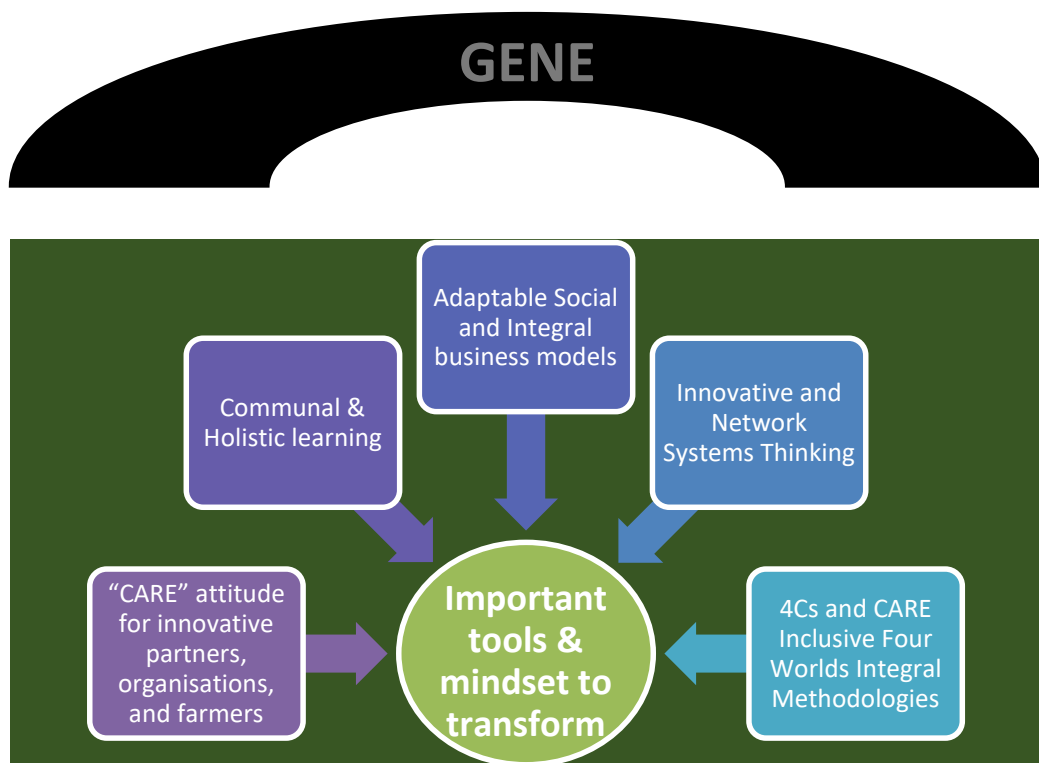 GENE
Adaptable Social
and Integral
business models
Communal &
Holistic learning
Innovative and
Network
Systems Thinking
“CARE” attitude
for innovative
partners,
organisations,
and farmers
Important
tools &
mindset to
transform
4Cs and CARE
Inclusive Four
Worlds Integral
Methodologies